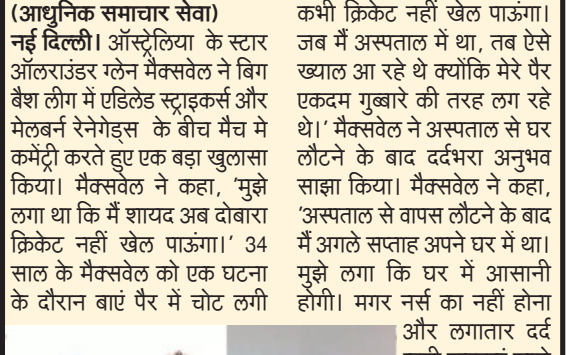 (आधुनिक समाचार सेवा)
नई दिल्ली। ऑस्ट्रेलिया के स्टार
ऑलराउंडर ग्लेन मैक्सवेल ने बिग
बैश लीग में एडिलेड स्ट्राइकर्स और
मेलबर्न रेनेगेड्स के बीच मैच मे
कमेंट्री करते हुए एक बड़ा खुलासा
किया। मैक्सवेल ने कहा, 'मुझे
लगा था कि मैं शायद अब दोबारा
क्रिकेट नहीं खेल पाऊंगा।' 34
साल के मैक्सवेल को एक घटना
के दौरान बाएं पैर में चोट लगी
कभी क्रिकेट नहीं खेल पाऊंगा।
जब मैं अस्पताल में था, तब ऐसे
ख्याल आ रहे थे क्योंकि मेरे पैर
एकदम गुब्बारे की तरह लग रहे
थे।' मैक्सवेल ने अस्पताल से घर
लौटने के बाद दर्दभरा अनुभव
साझा किया। मैक्सवेल ने कहा,
'अस्पताल से वापस लौटने के बाद
मैं अगले सप्ताह अपने घर में था।
मुझे लगा कि घर में आसानी
होगी। मगर नर्स का नहीं होना
और लगातार दर्द